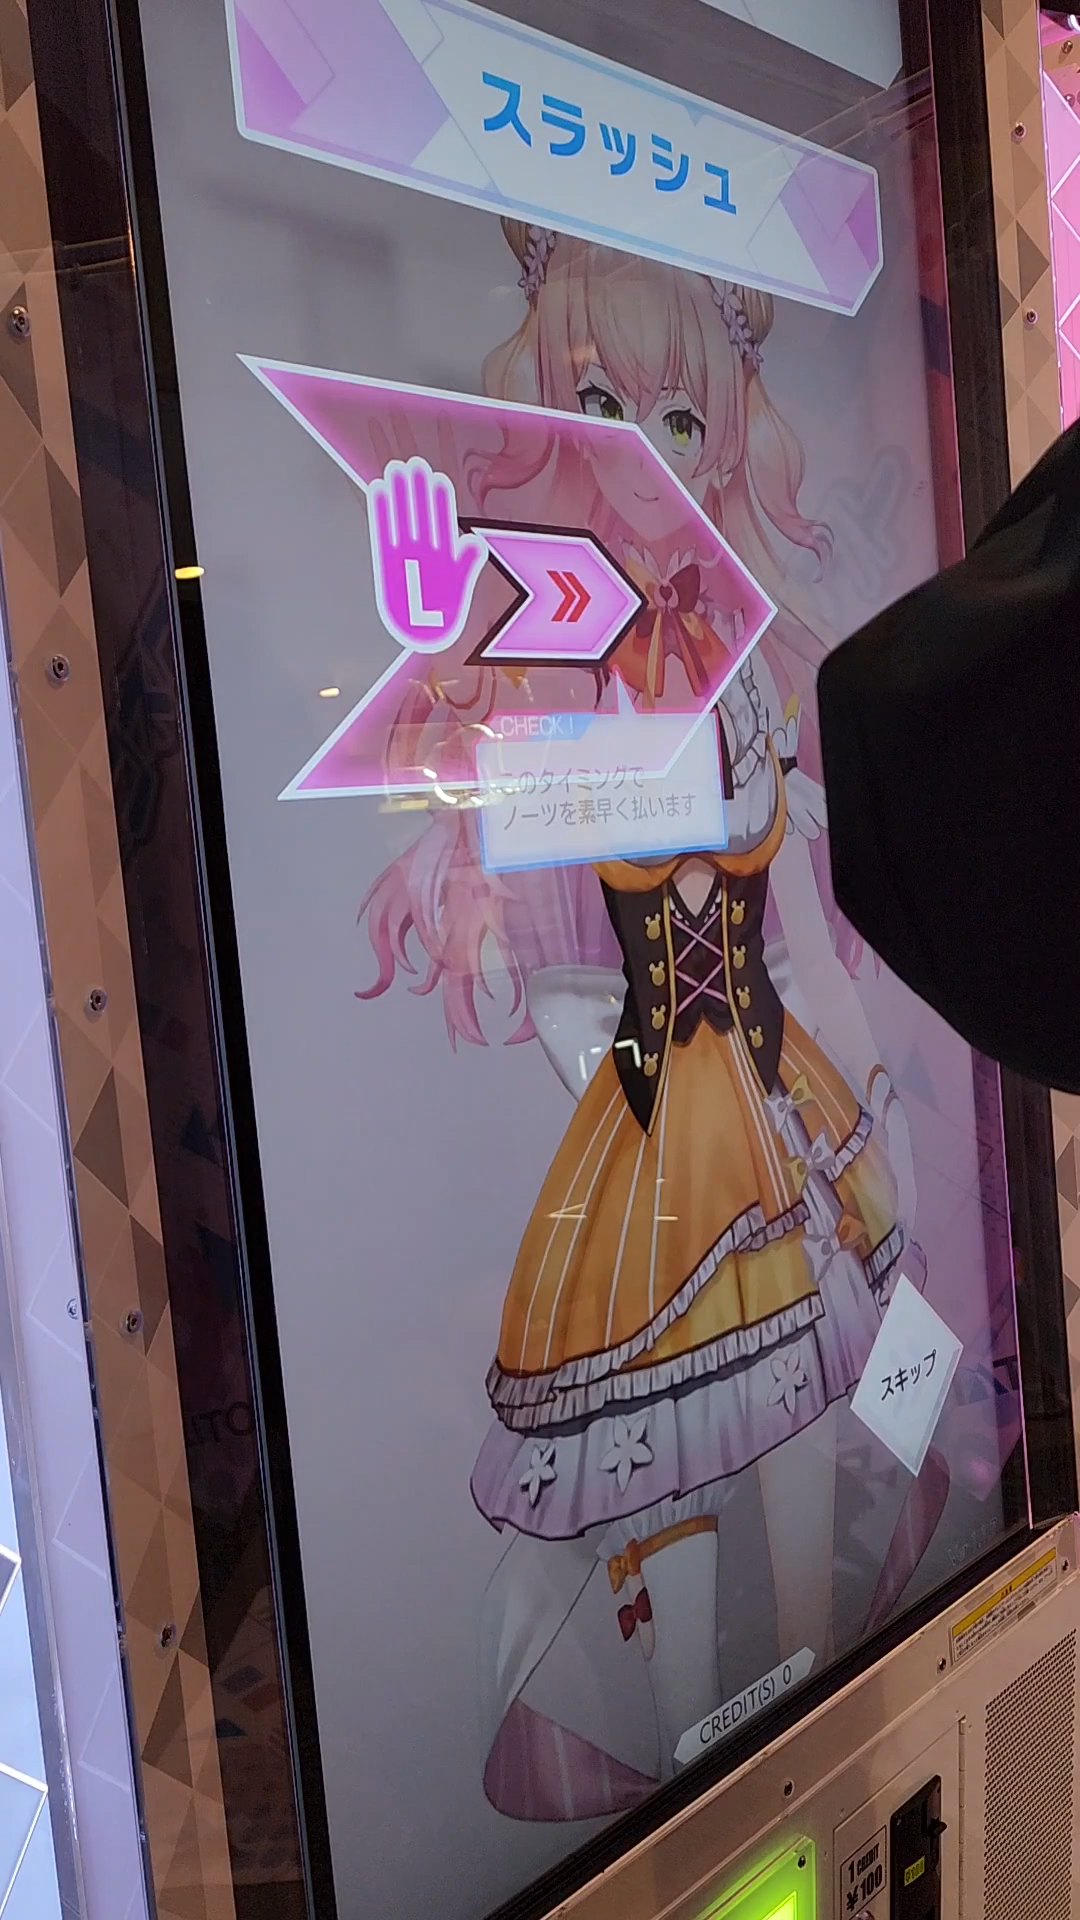 スラッシュ
L
CHECK!
このタイミングで
ノーツを素早く払います
スキップ
CREDIT(S) 0
1 CREDIT
¥100